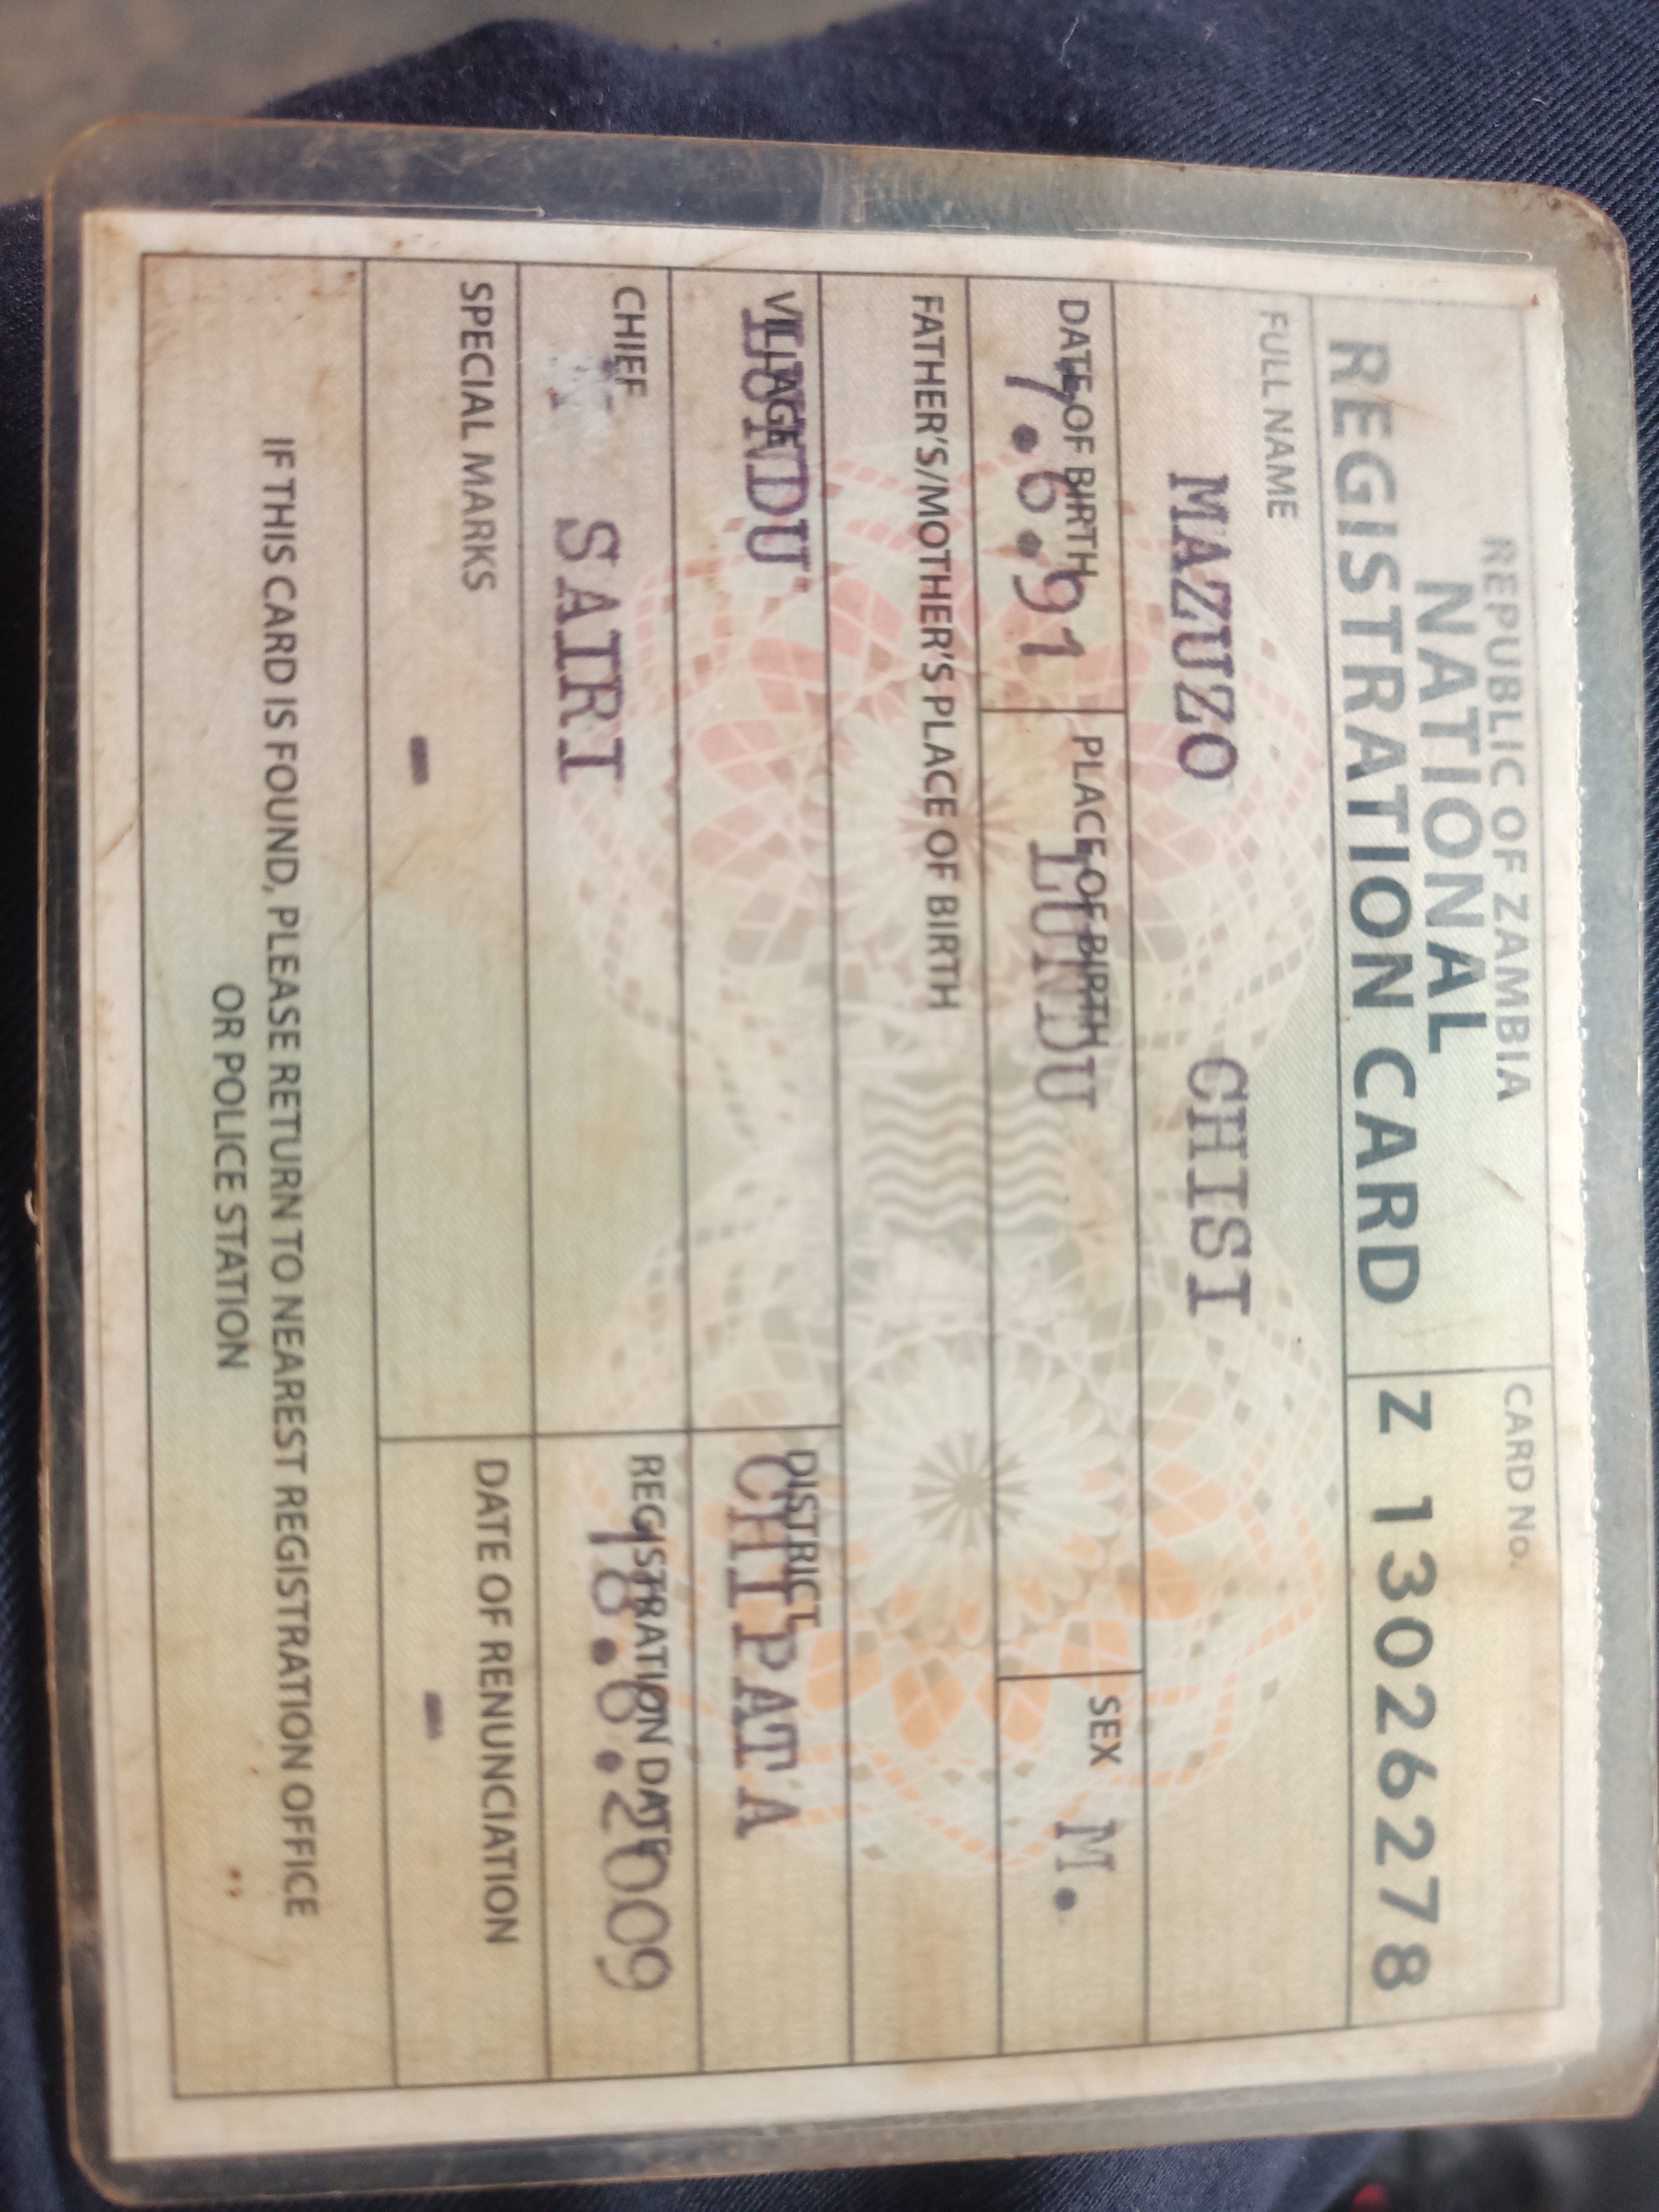 REPUBLIC OF ZAMBIA
NATIONAL
REGISTRATION CARD
CARD No.
Z 13026278
FULL NAME
MAZUZO CHISI
DATE OF BIRTH
7.6.91
PLACE OF BIRTH
LUNDU
SEX
M.
FATHER'S/MOTHER'S PLACE OF BIRTH
VILLAGE
LUNDU
DISTRICT
CHIPATA
CHIEF
SAIRI
REGISTRATION DATE
18.6.2009
SPECIAL MARKS
-
DATE OF RENUNCIATION
-
IF THIS CARD IS FOUND, PLEASE RETURN TO NEAREST REGISTRATION OFFICE
OR POLICE STATION